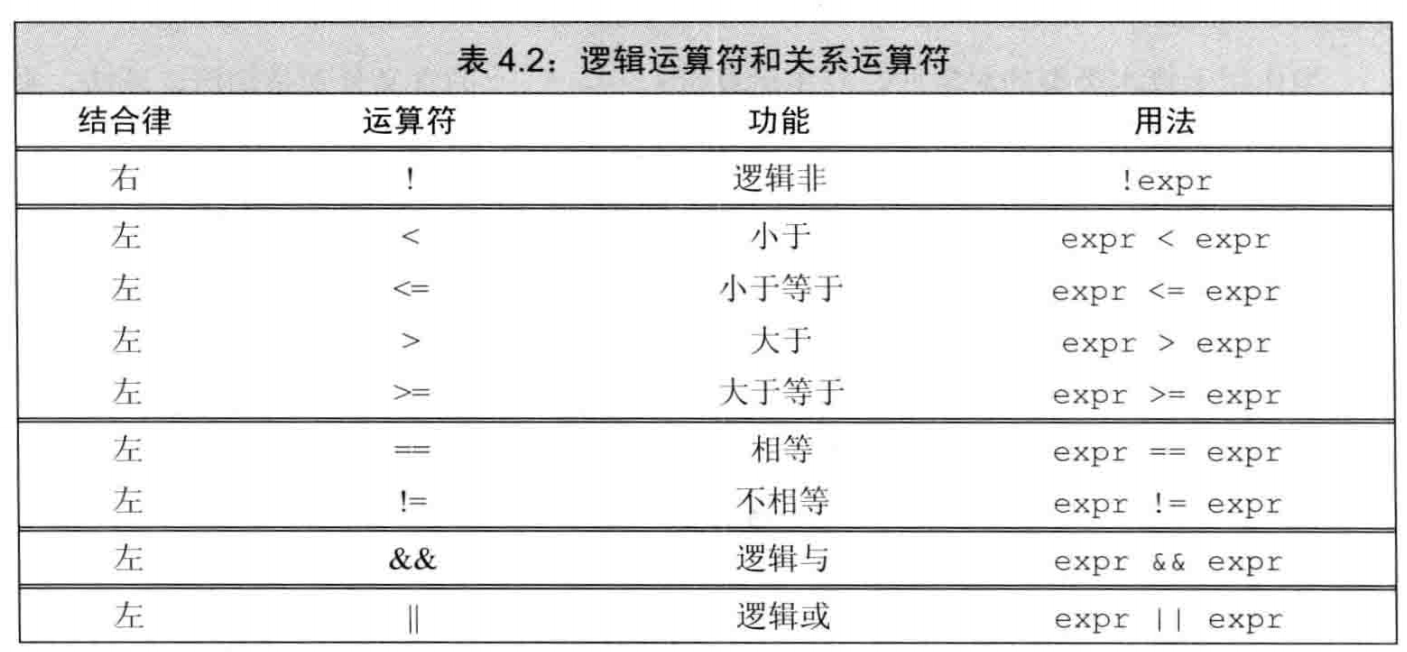 表 4.2：逻辑运算符和关系运算符
结合律 运算符 功能 用法
右 ! 逻辑非 !expr
左 < 小于 expr < expr
左 <= 小于等于 expr <= expr
左 > 大于 expr > expr
左 >= 大于等于 expr >= expr
左 == 相等 expr == expr
左 != 不相等 expr != expr
左 && 逻辑与 expr && expr
左 || 逻辑或 expr || expr